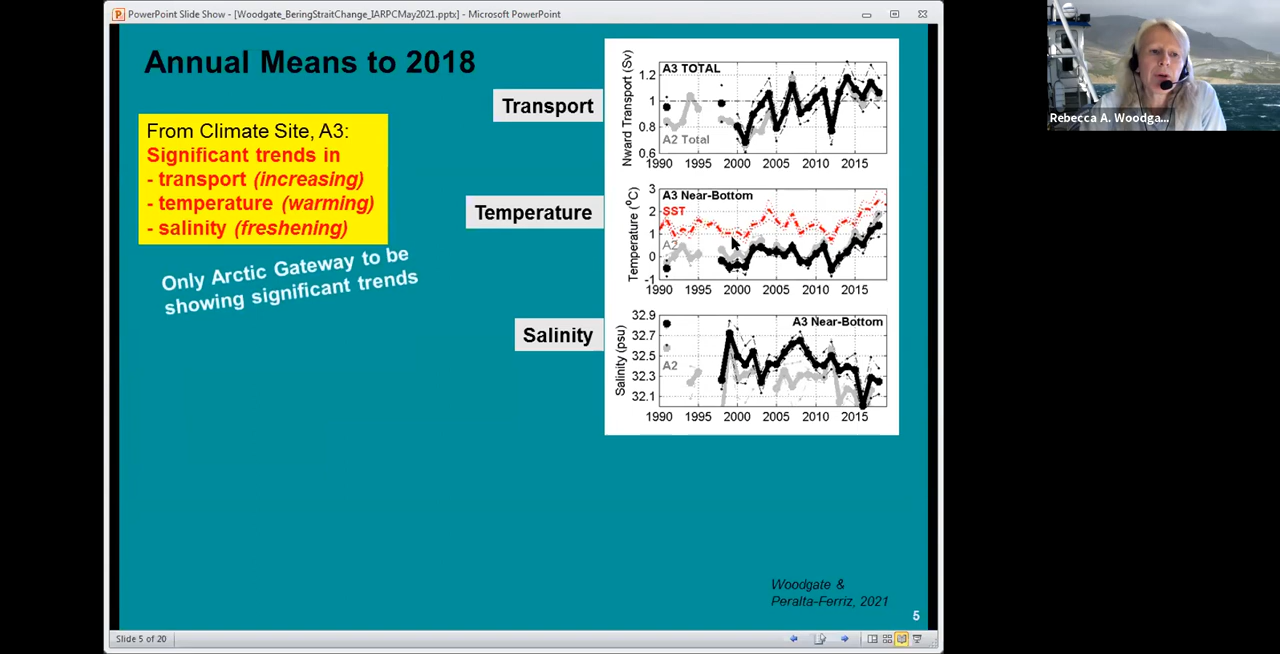 PowerPoint Slide Show - [Woodgate_BeringStraitChange_IARPCMay2021.pptx] - Microsoft PowerPoint
Annual Means to 2018
From Climate Site, A3:
Significant trends in
- transport (increasing)
- temperature (warming)
- salinity (freshening)
Only Arctic Gateway to be
showing significant trends
Transport
Nward Transport (Sv)
A3 TOTAL
A2 Total
1.2
1
0.8
0.6
1990 1995 2000 2005 2010 2015
Temperature
Temperature (°C)
A3 Near-Bottom
SST
A2
3
2
1
0
-1
1990 1995 2000 2005 2010 2015
Salinity
Salinity (psu)
A3 Near-Bottom
A2
32.9
32.7
32.5
32.3
32.1
1990 1995 2000 2005 2010 2015
Woodgate &
Peralta-Ferriz, 2021
5
Slide 5 of 20
Rebecca A. Woodga...